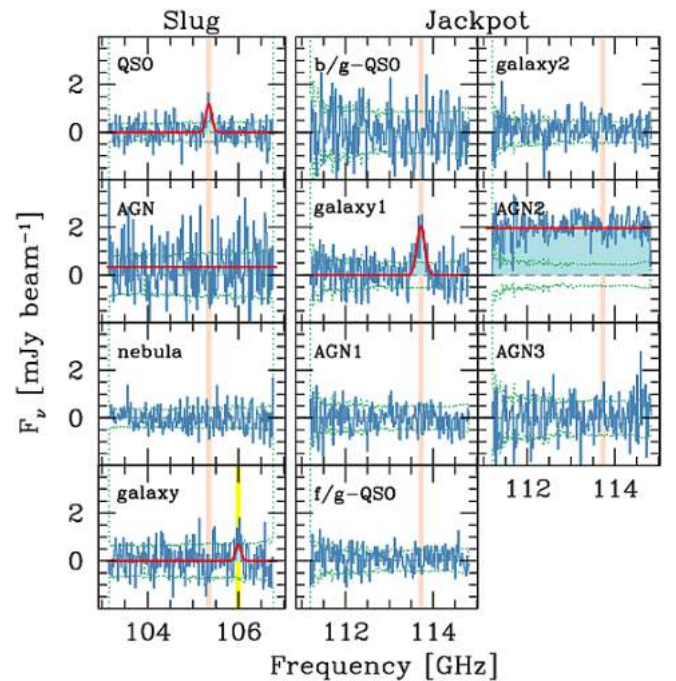 Slug Jackpot
QSO b/g-QSO galaxy2
2
0
AGN galaxy1 AGN2
2
0
nebula AGN1 AGN3
2
0
galaxy f/g-QSO
112 114
2
0
104 106 112 114
Frequency [GHz]
Fν [mJy beam⁻¹]